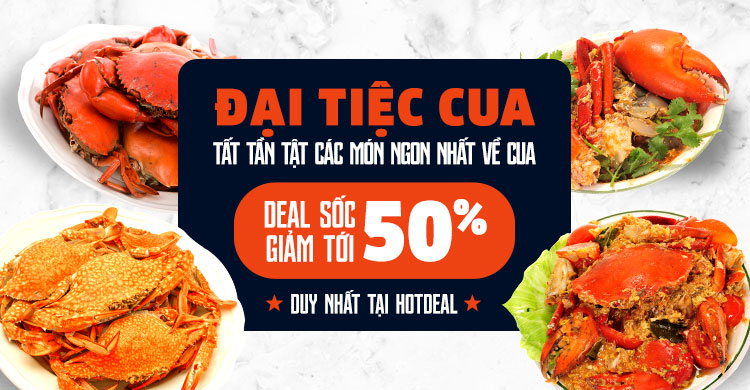 ĐẠI TIỆC CUA
TẤT TẦN TẬT CÁC MÓN NGON NHẤT VỀ CUA
DEAL SỐC
GIẢM TỚI 50%
DUY NHẤT TẠI HOTDEAL